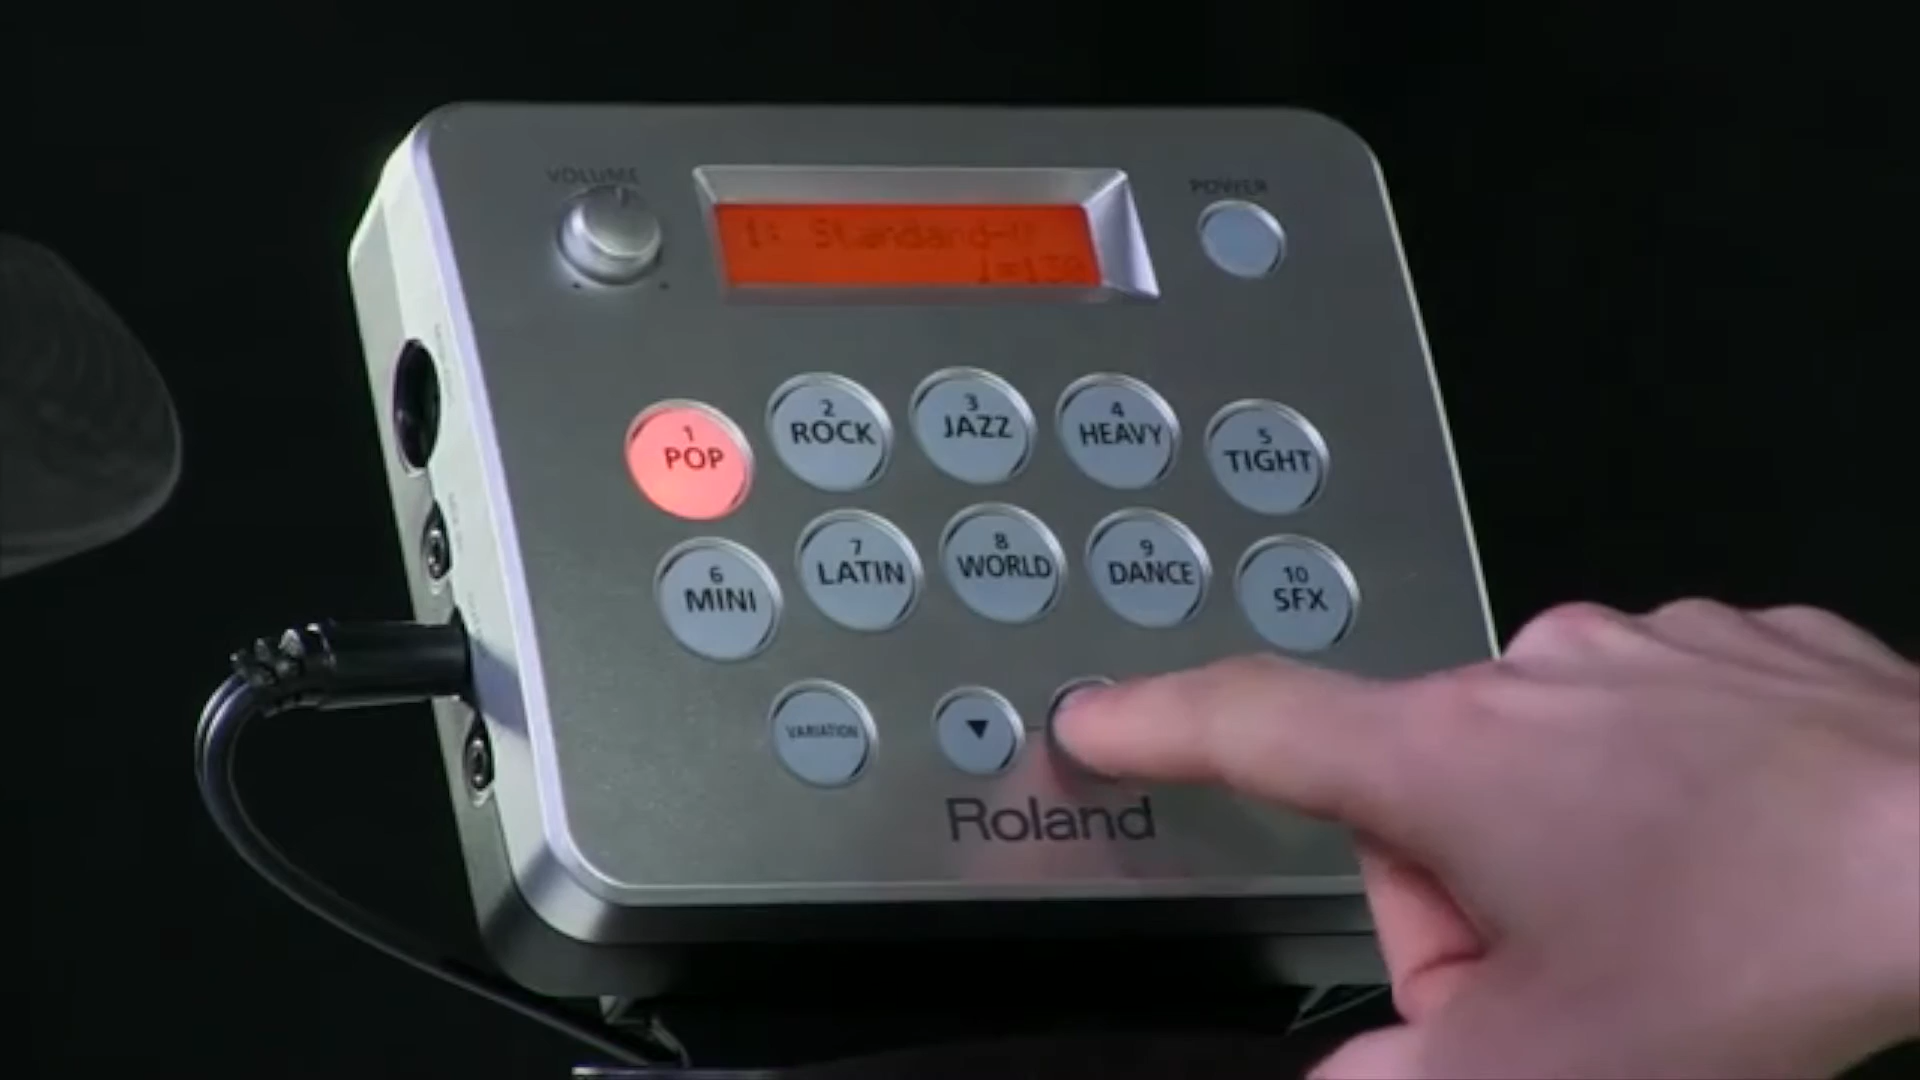 VOLUME
POWER
1: Standard
♩=130
1
POP
2
ROCK
3
JAZZ
4
HEAVY
5
TIGHT
6
MINI
7
LATIN
8
WORLD
9
DANCE
10
SFX
VARIATION
▼
Roland